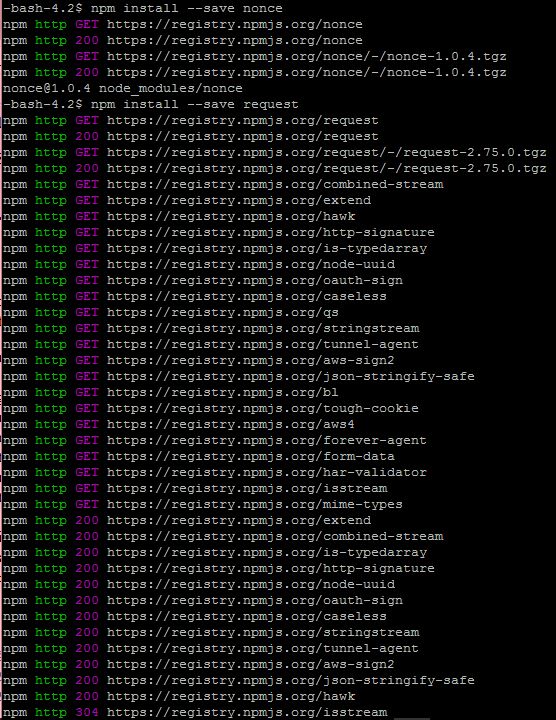 -bash-4.2$ npm install --save nonce
npm http GET https://registry.npmjs.org/nonce
npm http 200 https://registry.npmjs.org/nonce
npm http GET https://registry.npmjs.org/nonce/-/nonce-1.0.4.tgz
npm http 200 https://registry.npmjs.org/nonce/-/nonce-1.0.4.tgz
nonce@1.0.4 node_modules/nonce
-bash-4.2$ npm install --save request
npm http GET https://registry.npmjs.org/request
npm http 200 https://registry.npmjs.org/request
npm http GET https://registry.npmjs.org/request/-/request-2.75.0.tgz
npm http 200 https://registry.npmjs.org/request/-/request-2.75.0.tgz
npm http GET https://registry.npmjs.org/combined-stream
npm http GET https://registry.npmjs.org/extend
npm http GET https://registry.npmjs.org/hawk
npm http GET https://registry.npmjs.org/http-signature
npm http GET https://registry.npmjs.org/is-typedarray
npm http GET https://registry.npmjs.org/node-uuid
npm http GET https://registry.npmjs.org/oauth-sign
npm http GET https://registry.npmjs.org/caseless
npm http GET https://registry.npmjs.org/qs
npm http GET https://registry.npmjs.org/stringstream
npm http GET https://registry.npmjs.org/tunnel-agent
npm http GET https://registry.npmjs.org/aws-sign2
npm http GET https://registry.npmjs.org/json-stringify-safe
npm http GET https://registry.npmjs.org/bl
npm http GET https://registry.npmjs.org/tough-cookie
npm http GET https://registry.npmjs.org/aws4
npm http GET https://registry.npmjs.org/forever-agent
npm http GET https://registry.npmjs.org/form-data
npm http GET https://registry.npmjs.org/har-validator
npm http GET https://registry.npmjs.org/isstream
npm http GET https://registry.npmjs.org/mime-types
npm http 200 https://registry.npmjs.org/extend
npm http 200 https://registry.npmjs.org/combined-stream
npm http 200 https://registry.npmjs.org/is-typedarray
npm http 200 https://registry.npmjs.org/http-signature
npm http 200 https://registry.npmjs.org/node-uuid
npm http 200 https://registry.npmjs.org/oauth-sign
npm http 200 https://registry.npmjs.org/caseless
npm http 200 https://registry.npmjs.org/stringstream
npm http 200 https://registry.npmjs.org/tunnel-agent
npm http 200 https://registry.npmjs.org/aws-sign2
npm http 200 https://registry.npmjs.org/json-stringify-safe
npm http 200 https://registry.npmjs.org/hawk
npm http 304 https://registry.npmjs.org/isstream